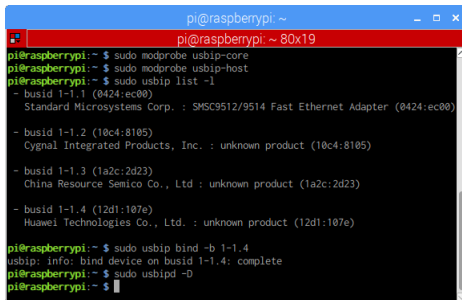 pi@raspberrypi: ~
pi@raspberrypi: ~ 80x19
pi@raspberrypi:~ $ sudo modprobe usbip-core
pi@raspberrypi:~ $ sudo modprobe usbip-host
pi@raspberrypi:~ $ sudo usbip list -l
- busid 1-1.1 (0424:ec00)
Standard Microsystems Corp. : SMSC9512/9514 Fast Ethernet Adapter (0424:ec00)
- busid 1-1.2 (10c4:8105)
Cygnal Integrated Products, Inc. : unknown product (10c4:8105)
- busid 1-1.3 (1a2c:2d23)
China Resource Semico Co., Ltd : unknown product (1a2c:2d23)
- busid 1-1.4 (12d1:107e)
Huawei Technologies Co., Ltd. : unknown product (12d1:107e)
pi@raspberrypi:~ $ sudo usbip bind -b 1-1.4
usbip: info: bind device on busid 1-1.4: complete
pi@raspberrypi:~ $ sudo usbipd -D
pi@raspberrypi:~ $